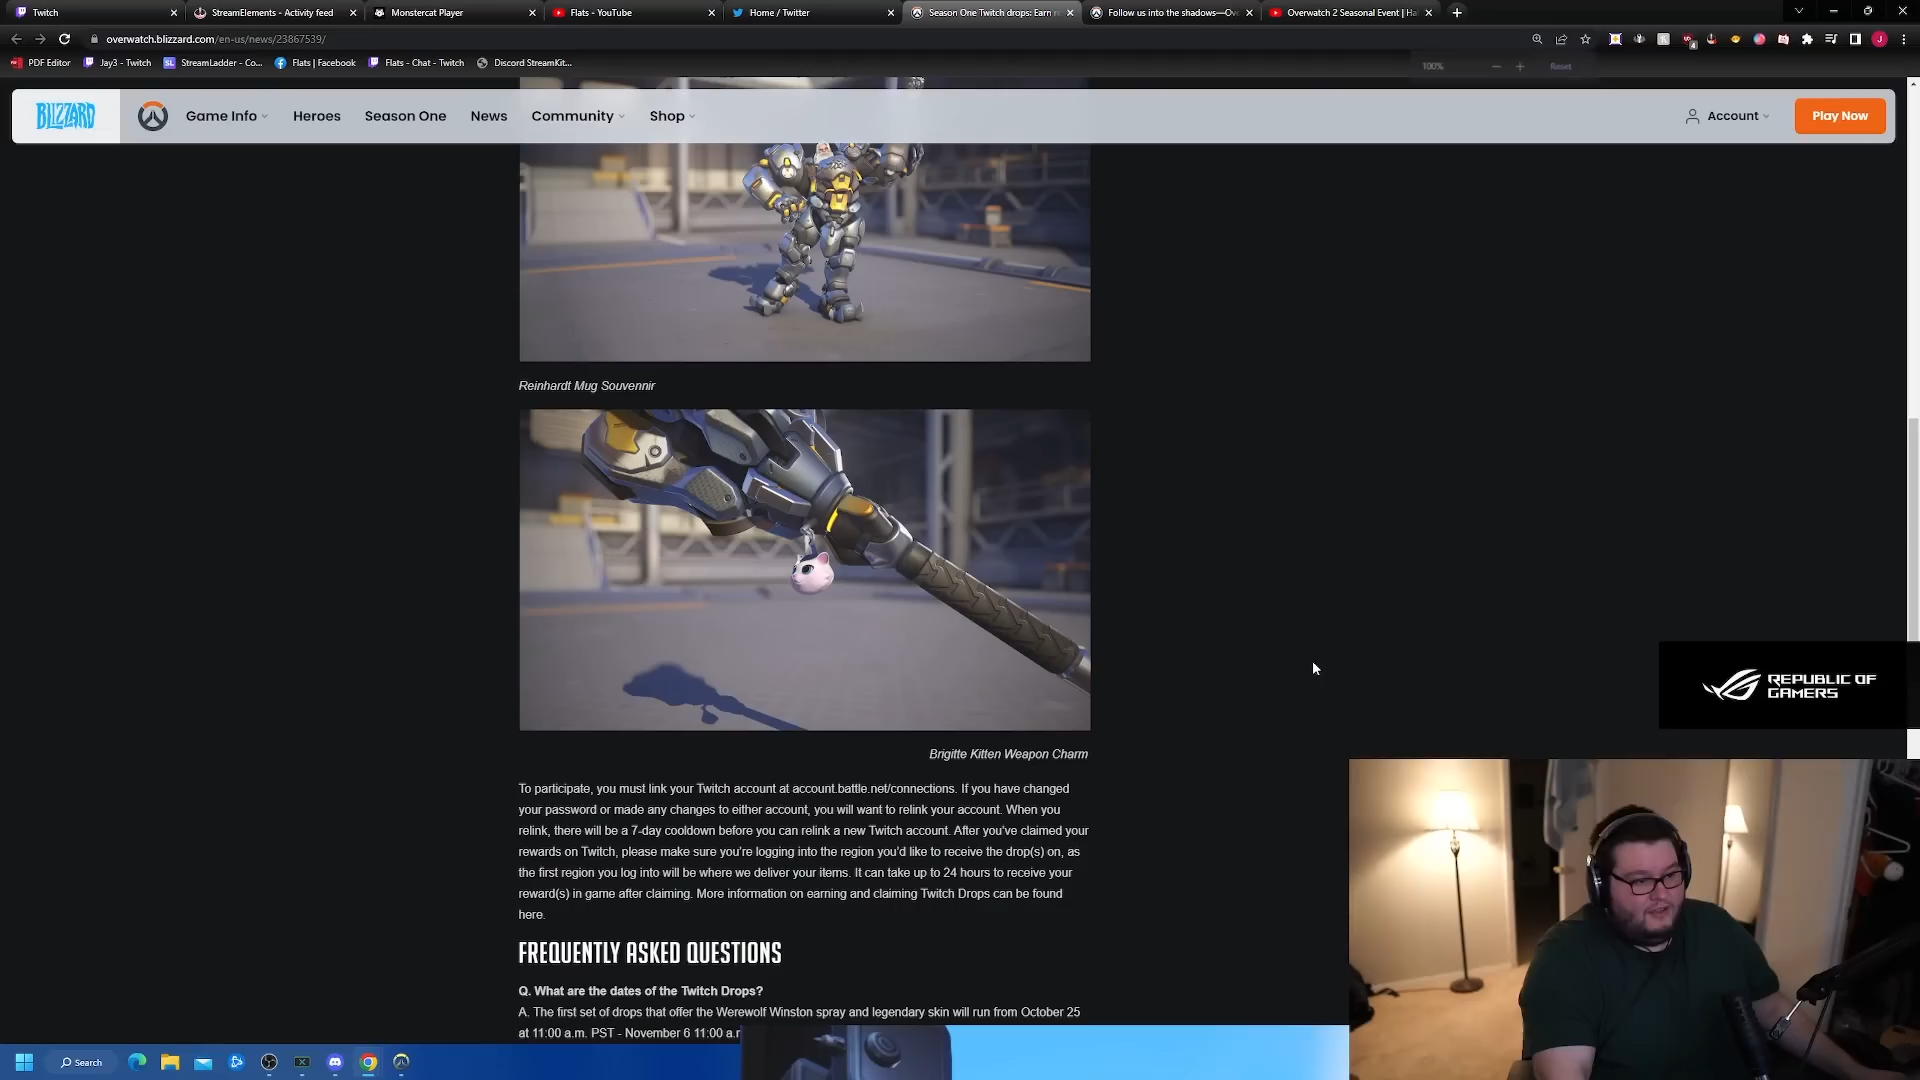 Twitch
StreamElements - Activity feed
Monstercat Player
Flats - YouTube
Home / Twitter
Season One Twitch drops: Earn
Follow us into the shadows—Ov
Overwatch 2 Seasonal Event | Ha
overwatch.blizzard.com/en-us/news/23867539/
PDF Editor
Jay3 - Twitch
StreamLadder - Co...
Flats | Facebook
Flats - Chat - Twitch
Discord StreamKit...
100%
Reset
BLIZZARD
Game Info
Heroes
Season One
News
Community
Shop
Account
Play Now
Reinhardt Mug Souvennir
Brigitte Kitten Weapon Charm
To participate, you must link your Twitch account at account.battle.net/connections. If you have changed
your password or made any changes to either account, you will want to relink your account. When you
relink, there will be a 7-day cooldown before you can relink a new Twitch account. After you've claimed your
rewards on Twitch, please make sure you're logging into the region you'd like to receive the drop(s) on, as
the first region you log into will be where we deliver your items. It can take up to 24 hours to receive your
reward(s) in game after claiming. More information on earning and claiming Twitch Drops can be found
here.
FREQUENTLY ASKED QUESTIONS
Q. What are the dates of the Twitch Drops?
A. The first set of drops that offer the Werewolf Winston spray and legendary skin will run from October 25
at 11:00 a.m. PST - November 6 11:00 a.
REPUBLIC OF
GAMERS
Search